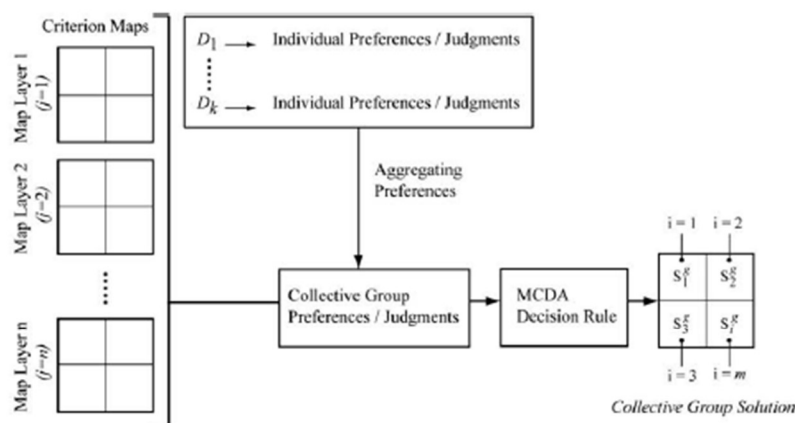 Criterion Maps
Map Layer 1
(j=1)
Map Layer 2
(j=2)
Map Layer n
(j=n)
D1 Individual Preferences / Judgments
Dk Individual Preferences / Judgments
Aggregating
Preferences
Collective Group
Preferences / Judgments
MCDA
Decision Rule
i = 1 i = 2
S₁ᵍ S₂ᵍ
S₃ᵍ Sᵢᵍ
i = 3 i = m
Collective Group Solution